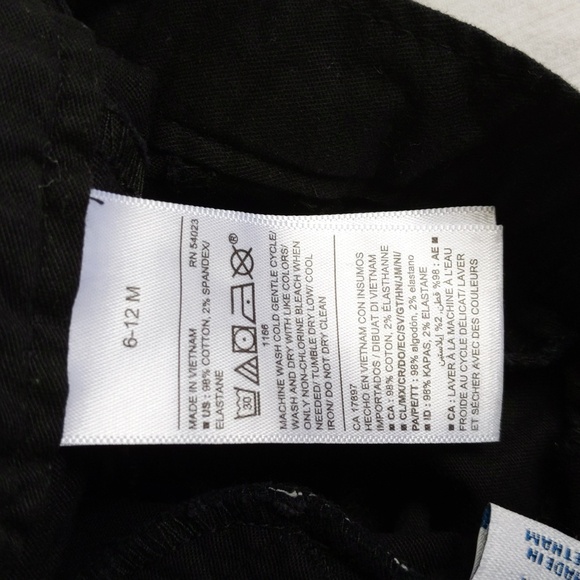 6-12 M
MADE IN VIETNAM RN 54023
■ US : 98% COTTON, 2% SPANDEX/
ELASTANE
30
®
1166
MACHINE WASH COLD GENTLE CYCLE/
WASH AND DRY WITH LIKE COLORS/
ONLY NON-CHLORINE BLEACH WHEN
NEEDED/ TUMBLE DRY LOW/ COOL
IRON/ DO NOT DRY CLEAN
CA 17897
HECHO EN VIETNAM CON INSUMOS
IMPORTADOS / DIBUAT DI VIETNAM
■ CA : 98% COTON, 2% ÉLASTHANNE
■ CL/MX/CR/DO/EC/SV/GT/HN/JM/NI/
PA/PE/TT : 98% algodón, 2% elastano
■ ID : 98% KAPAS, 2% ELASTANE
■ AE : 98% قطن, 2% إيلاستين
■ CA : LAVER À LA MACHINE À L'EAU
FROIDE AU CYCLE DÉLICAT/ LAVER
ET SÉCHER AVEC DES COULEURS
MADE IN